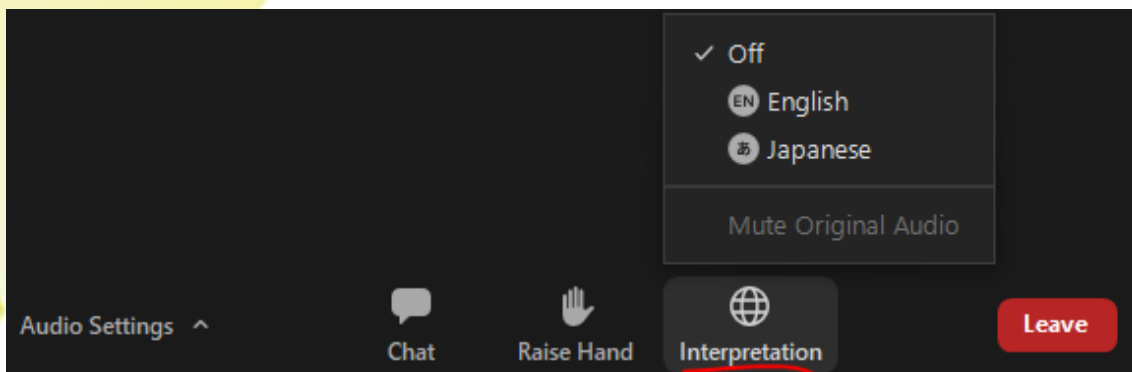 Off
EN English
あ Japanese
Mute Original Audio
Audio Settings
Chat
Raise Hand
Interpretation
Leave